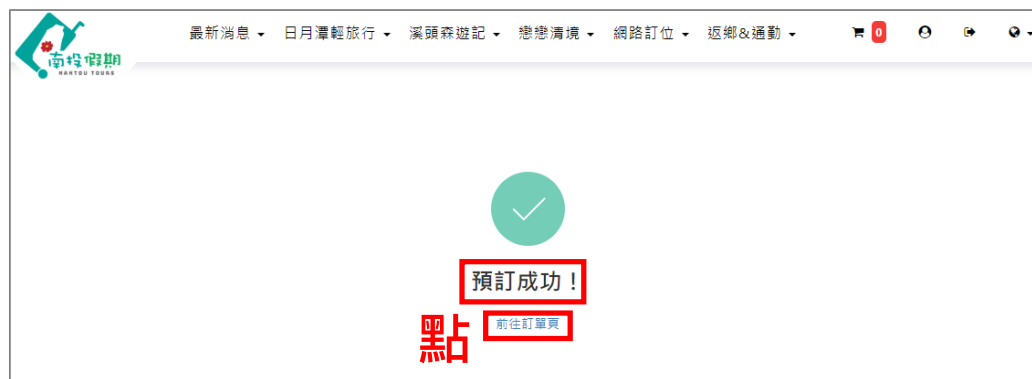 南投假期
NANTOU TOURS
最新消息 日月潭輕旅行 溪頭森遊記 戀戀清境 網路訂位 返鄉&通勤 0
預訂成功！
前往訂單頁
點